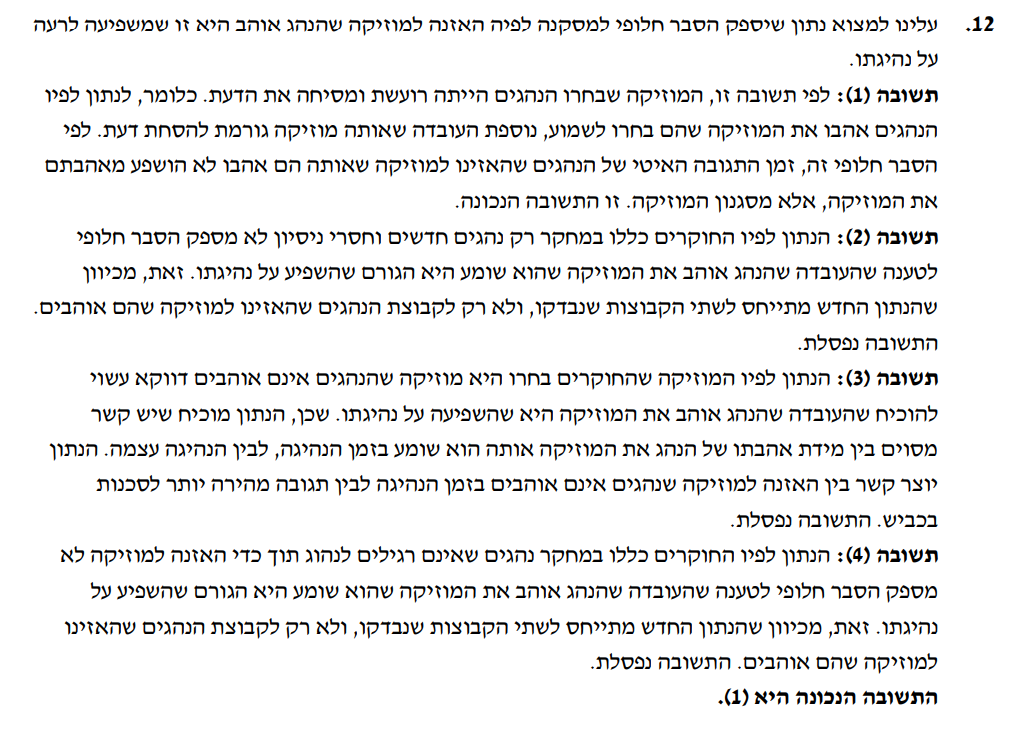 12. עלינו למצוא נתון שיספק הסבר חלופי למסקנה לפיה האזנה למוזיקה שהנהג אוהב היא זו שמשפיעה לרעה
על נהיגתו.
תשובה (1): לפי תשובה זו, המוזיקה שבחרו הנהגים הייתה רועשת ומסיחה את הדעת. כלומר, לנתון לפיו
הנהגים אהבו את המוזיקה שהם בחרו לשמוע, נוספת העובדה שאותה מוזיקה גורמת להסחת דעת. לפי
הסבר חלופי זה, זמן התגובה האיטי של הנהגים שהאזינו למוזיקה שאותה הם אהבו לא הושפע מאהבתם
את המוזיקה, אלא מסגנון המוזיקה. זו התשובה הנכונה.
תשובה (2): הנתון לפיו החוקרים כללו במחקר רק נהגים חדשים וחסרי ניסיון לא מספק הסבר חלופי
לטענה שהעובדה שהנהג אוהב את המוזיקה שהוא שומע היא הגורם שהשפיע על נהיגתו. זאת, מכיוון
שהנתון החדש מתייחס לשתי הקבוצות שנבדקו, ולא רק לקבוצת הנהגים שהאזינו למוזיקה שהם אוהבים.
התשובה נפסלת.
תשובה (3): הנתון לפיו המוזיקה שהחוקרים בחרו היא מוזיקה שהנהגים אינם אוהבים דווקא עשוי
להוכיח שהעובדה שהנהג אוהב את המוזיקה היא שהשפיעה על נהיגתו. שכן, הנתון מוכיח שיש קשר
מסוים בין מידת אהבתו של הנהג את המוזיקה אותה הוא שומע בזמן הנהיגה, לבין הנהיגה עצמה. הנתון
יוצר קשר בין האזנה למוזיקה שנהגים אינם אוהבים בזמן הנהיגה לבין תגובה מהירה יותר לסכנות
בכביש. התשובה נפסלת.
תשובה (4): הנתון לפיו החוקרים כללו במחקר נהגים שאינם רגילים לנהוג תוך כדי האזנה למוזיקה לא
מספק הסבר חלופי לטענה שהעובדה שהנהג אוהב את המוזיקה שהוא שומע היא הגורם שהשפיע על
נהיגתו. זאת, מכיוון שהנתון החדש מתייחס לשתי הקבוצות שנבדקו, ולא רק לקבוצת הנהגים שהאזינו
למוזיקה שהם אוהבים. התשובה נפסלת.
התשובה הנכונה היא (1).